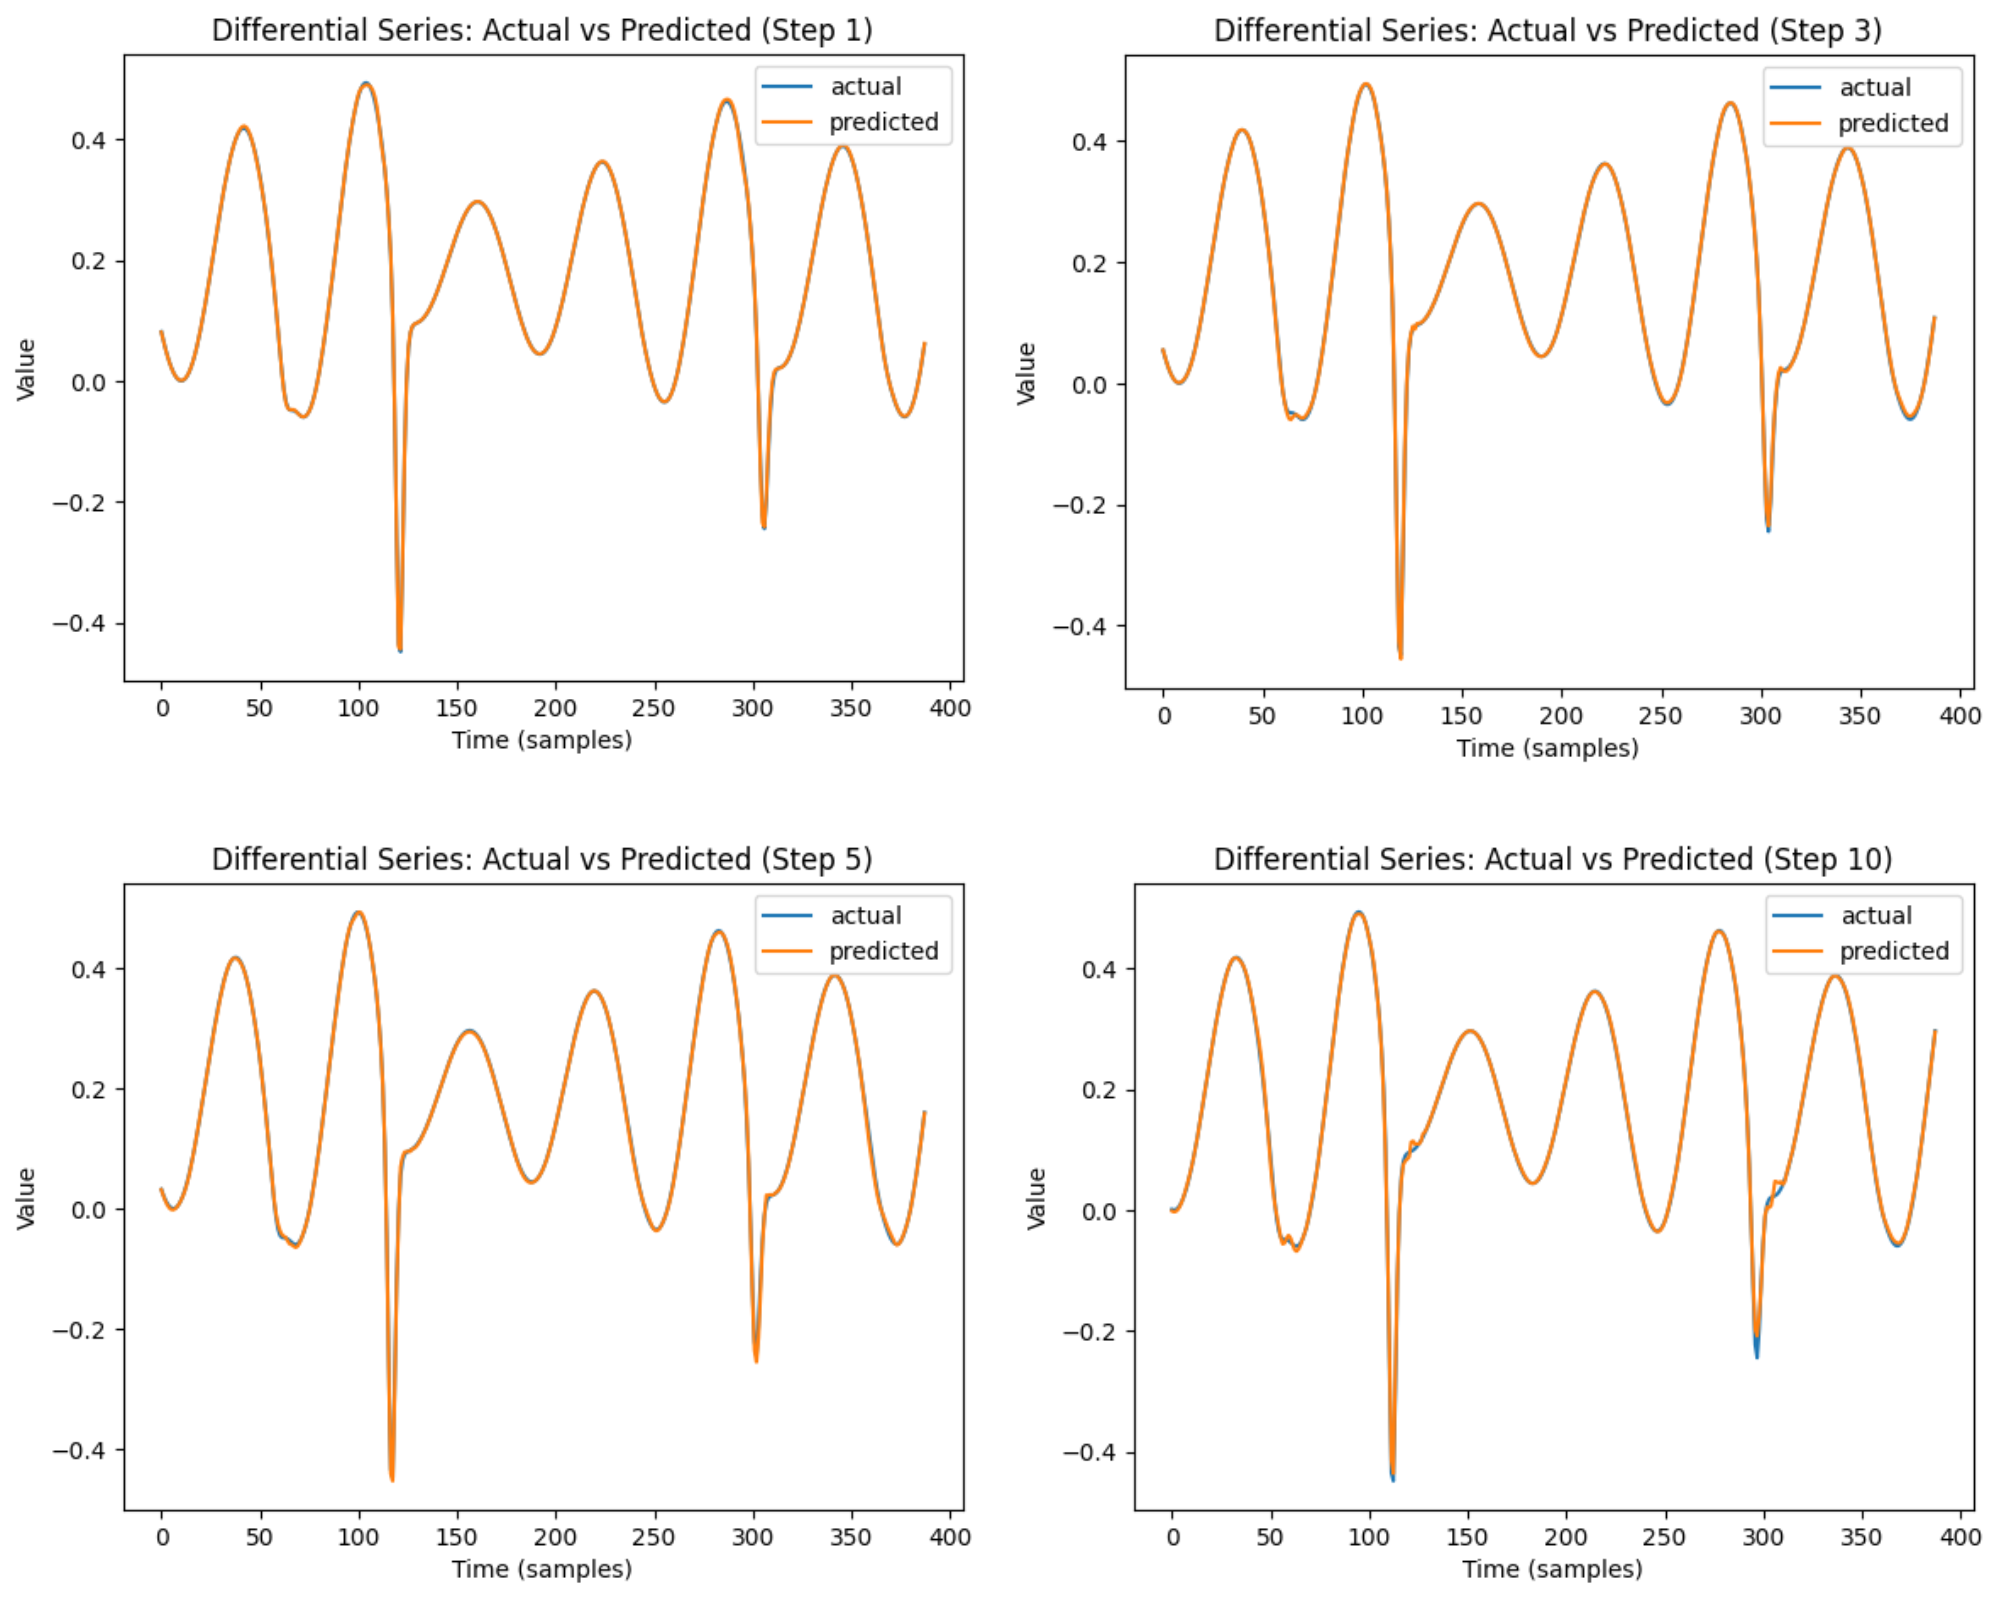 Differential Series: Actual vs Predicted (Step 1)
actual
predicted
0.4
0.2
0.0
−0.2
−0.4
Value
0 50 100 150 200 250 300 350 400
Time (samples)
Differential Series: Actual vs Predicted (Step 3)
actual
predicted
0.4
0.2
0.0
−0.2
−0.4
Value
0 50 100 150 200 250 300 350 400
Time (samples)
Differential Series: Actual vs Predicted (Step 5)
actual
predicted
0.4
0.2
0.0
−0.2
−0.4
Value
0 50 100 150 200 250 300 350 400
Time (samples)
Differential Series: Actual vs Predicted (Step 10)
actual
predicted
0.4
0.2
0.0
−0.2
−0.4
Value
0 50 100 150 200 250 300 350 400
Time (samples)